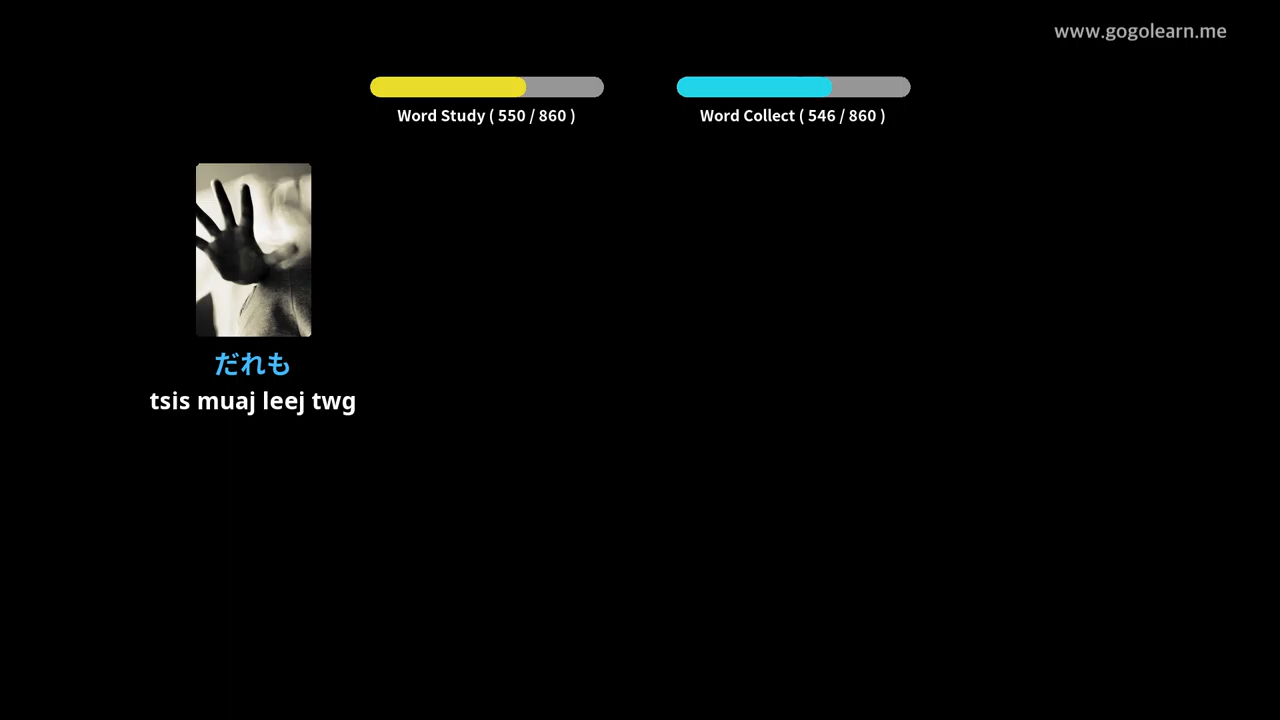 www.gogolearn.me
Word Study ( 550 / 860 )
Word Collect ( 546 / 860 )
だれも
tsis muaj leej twg